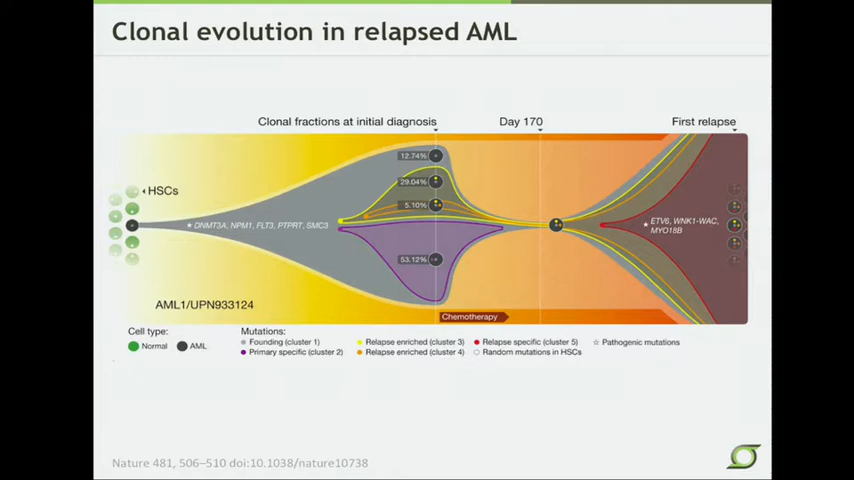 Clonal evolution in relapsed AML
Clonal fractions at initial diagnosis
Day 170
First relapse
12.74%
29.04%
HSCs
5.10%
DNMT3A, NPM1, FLT3, PTPRT, SMC3
ETV6, WNK1-WAC,
MYO18B
53.12%
AML1/UPN933124
Chemotherapy
Cell type:
Normal
AML
Mutations:
Founding (cluster 1)
Primary specific (cluster 2)
Relapse enriched (cluster 3)
Relapse enriched (cluster 4)
Relapse specific (cluster 5)
Random mutations in HSCs
Pathogenic mutations
Nature 481, 506–510 doi:10.1038/nature10738